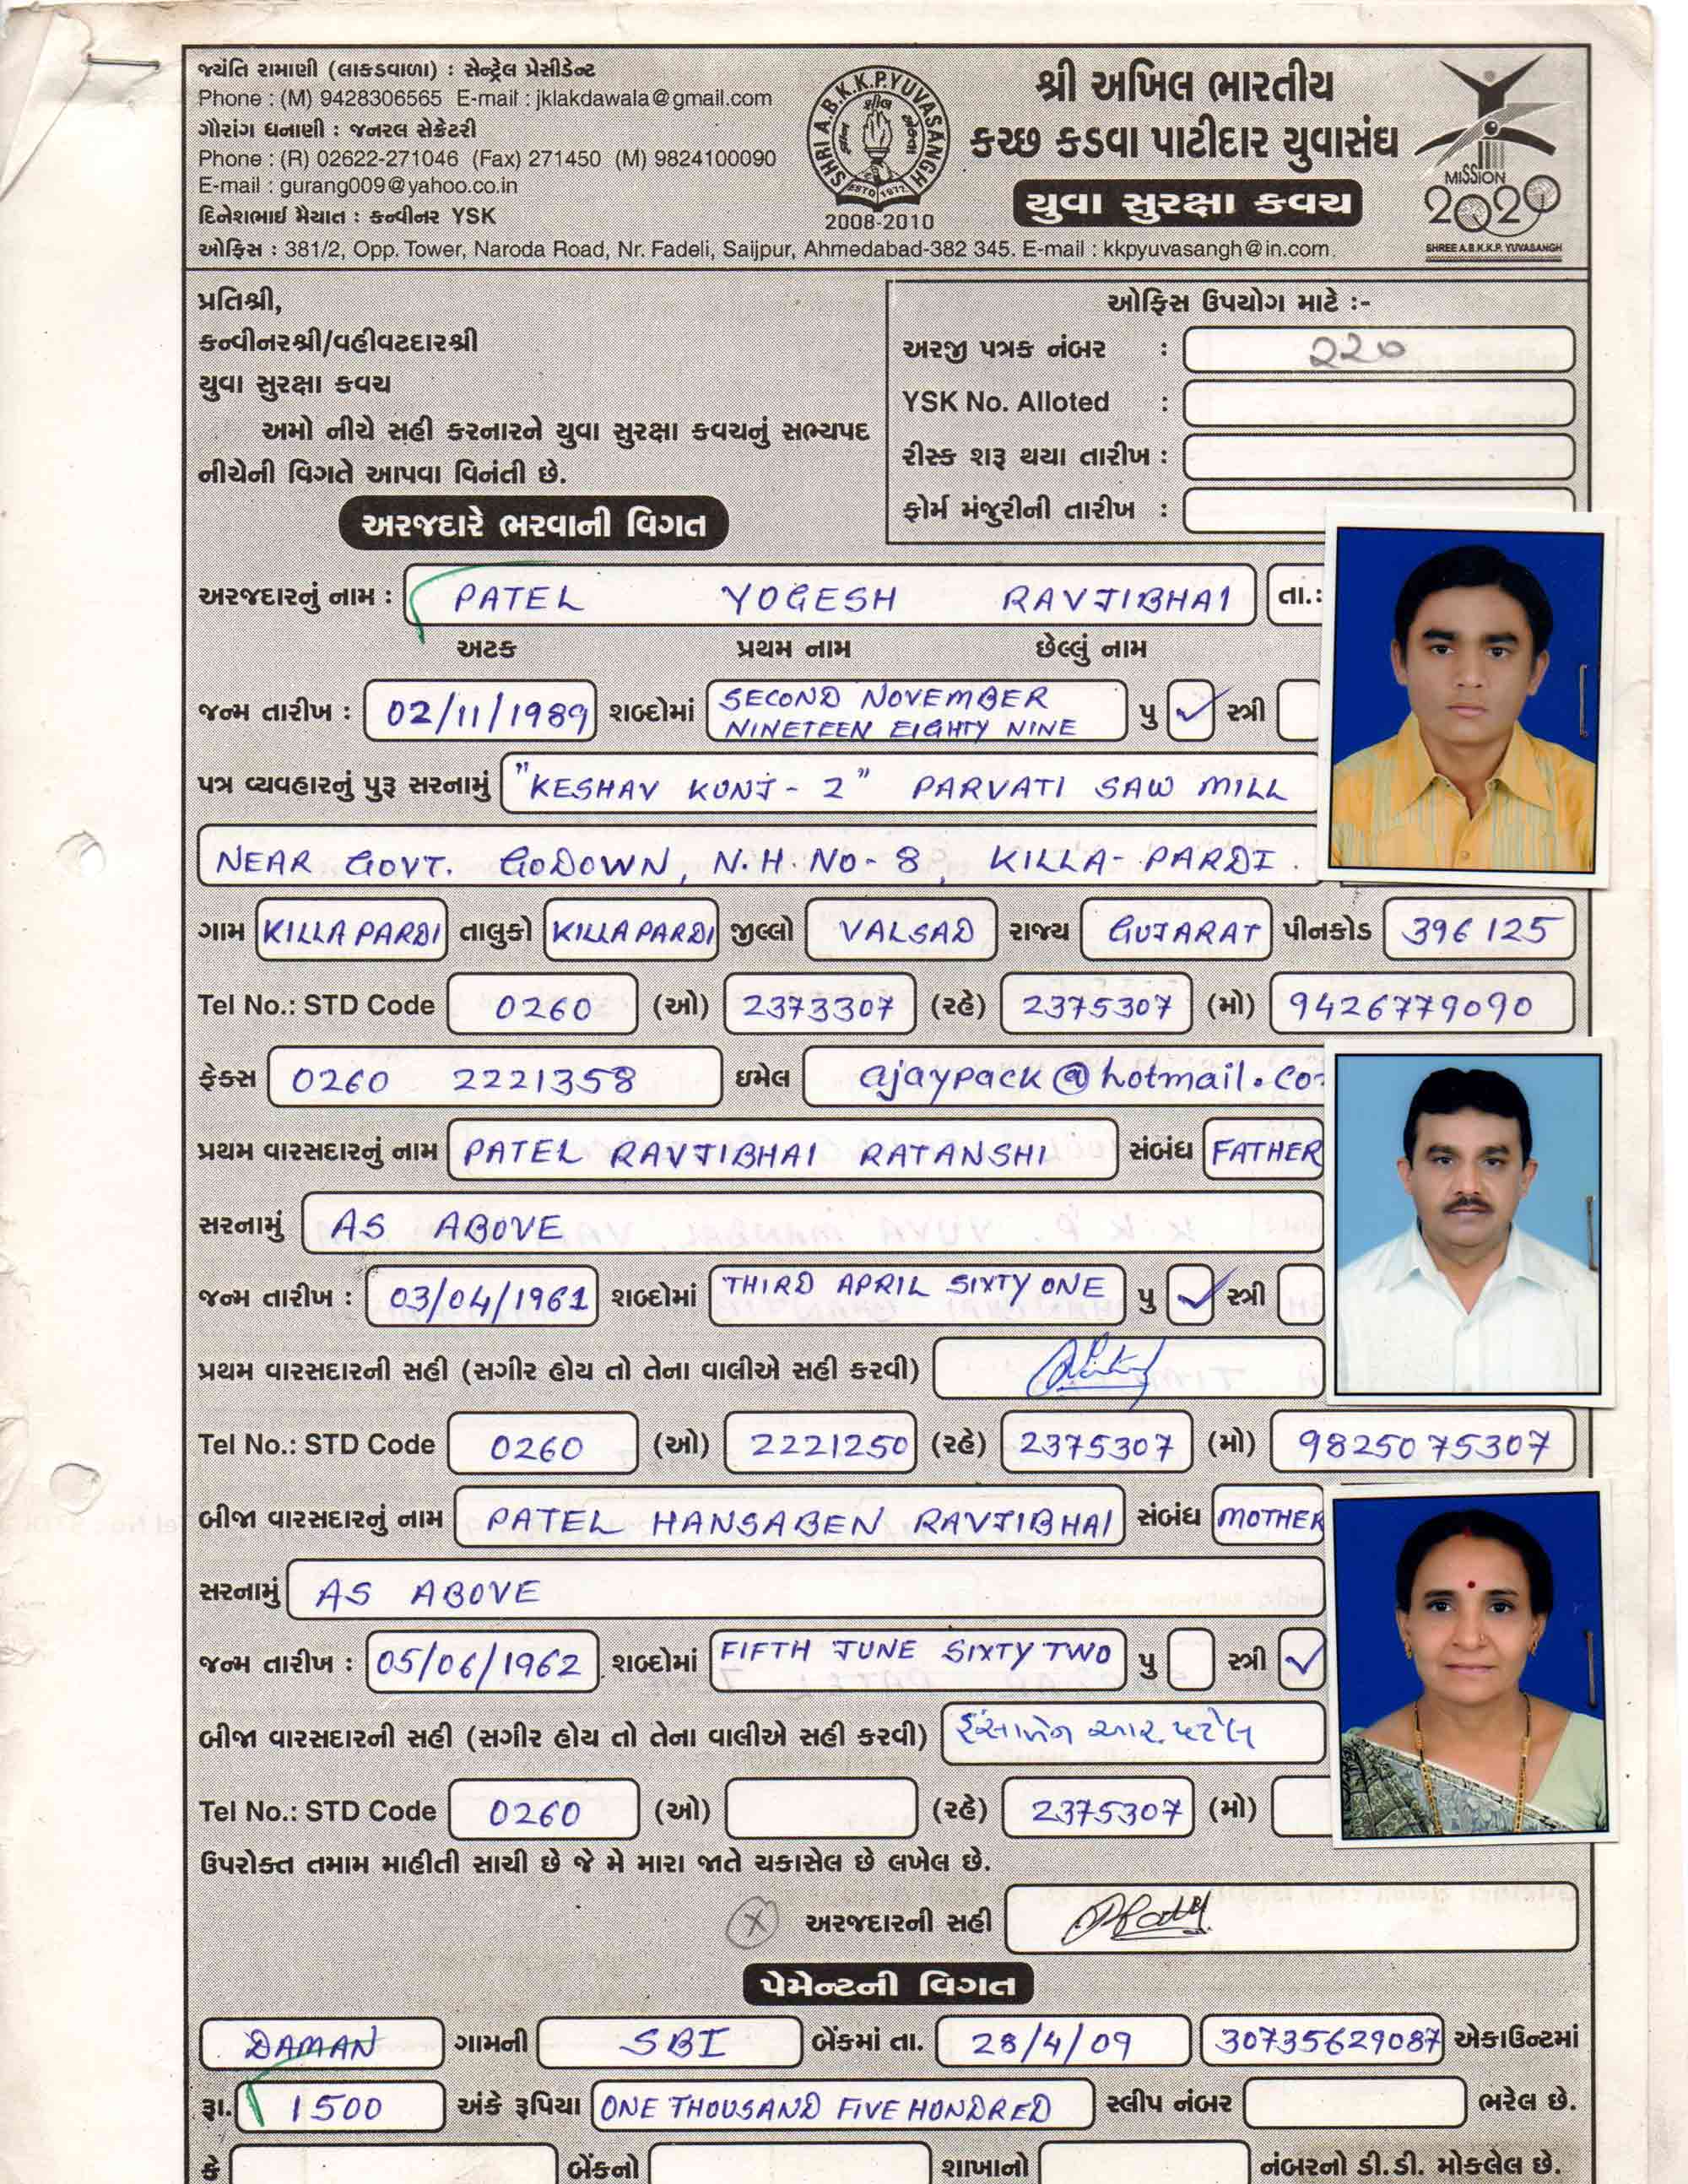 જયંતિ રામાણી (લાકડાવાળા) : સેન્ટ્રેલ પ્રેસીડેન્ટ
Phone : (M) 9428306565 E-mail : jklakdawala@gmail.com
ગૌરાંગ ધનાણી : જનરલ સેક્રેટરી
Phone : (R) 02622-271046 (Fax) 271450 (M) 9824100090
E-mail : gurang009@yahoo.co.in
દિનેશભાઈ મૈયાત : કન્વીનર YSK
SHRI A.B.K.K.P.YUVASANGH
ESTD 1977
2008-2010
શ્રી અખિલ ભારતીય
કચ્છ કડવા પાટીદાર યુવાસંઘ
યુવા સુરક્ષા કવચ
MISSION
2020
SHREE A.B.K.K.P. YUVASANGH
ઓફિસ : 381/2, Opp. Tower, Naroda Road, Nr. Fadeli, Saijpur, Ahmedabad-382 345. E-mail : kkpyuvasangh@in.com.
પ્રતિશ્રી,
કન્વીનરશ્રી/વહીવટદારશ્રી
યુવા સુરક્ષા કવચ
અમો નીચે સહી કરનારને યુવા સુરક્ષા કવચનું સભ્યપદ
નીચેની વિગતે આપવા વિનંતી છે.
ઓફિસ ઉપયોગ માટે :-
અરજી પત્રક નંબર : ૨૨૦
YSK No. Alloted :
રીસ્ક શરૂ થયા તારીખ :
ફોર્મ મંજુરીની તારીખ :
અરજદારે ભરવાની વિગત
અરજદારનું નામ : PATEL YOGESH RAVJIBHAI તા.:
અટક પ્રથમ નામ છેલ્લું નામ
જન્મ તારીખ : 02/11/1989 શબ્દોમાં SECOND NOVEMBER NINETEEN EIGHTY NINE પુ ✓ સ્ત્રી
પત્ર વ્યવહારનું પુરૂ સરનામું "KESHAV KUNJ - 2" PARVATI SAW MILL
NEAR GOVT. GODOWN, N.H. NO- 8, KILLA- PARDI.
ગામ KILLA PARDI તાલુકો KILLA PARDI જીલ્લો VALSAD રાજ્ય GUJARAT પીનકોડ 396125
Tel No.: STD Code 0260 (ઓ) 2373307 (રહે) 2375307 (મો) 9426779090
ફેક્સ 0260 2221358 ઇમેલ ajaypack@hotmail.co
પ્રથમ વારસદારનું નામ PATEL RAVJIBHAI RATANSHI સંબંધ FATHER
સરનામું AS ABOVE
જન્મ તારીખ : 03/04/1961 શબ્દોમાં THIRD APRIL SIXTY ONE પુ ✓ સ્ત્રી
પ્રથમ વારસદારની સહી (સગીર હોય તો તેના વાલીએ સહી કરવી)
Tel No.: STD Code 0260 (ઓ) 2221250 (રહે) 2375307 (મો) 9825075307
બીજા વારસદારનું નામ PATEL HANSABEN RAVJIBHAI સંબંધ MOTHER
સરનામું AS ABOVE
જન્મ તારીખ : 05/06/1962 શબ્દોમાં FIFTH JUNE SIXTY TWO પુ સ્ત્રી ✓
બીજા વારસદારની સહી (સગીર હોય તો તેના વાલીએ સહી કરવી) હંસાબેન આર. પટેલ
Tel No.: STD Code 0260 (ઓ) (રહે) 2375307 (મો)
ઉપરોક્ત તમામ માહીતી સાચી છે જે મે મારા જાતે ચકાસેલ છે લખેલ છે.
X અરજદારની સહી
પેમેન્ટની વિગત
DAMAN ગામની SBI બેંકમાં તા. 28/4/09 30735629087 એકાઉન્ટમાં
રૂા. 1500 અંકે રૂપિયા ONE THOUSAND FIVE HUNDRED સ્લીપ નંબર ભરેલ છે.
કે બેંકનો શાખાનો નંબરનો ડી.ડી. મોકલેલ છે.